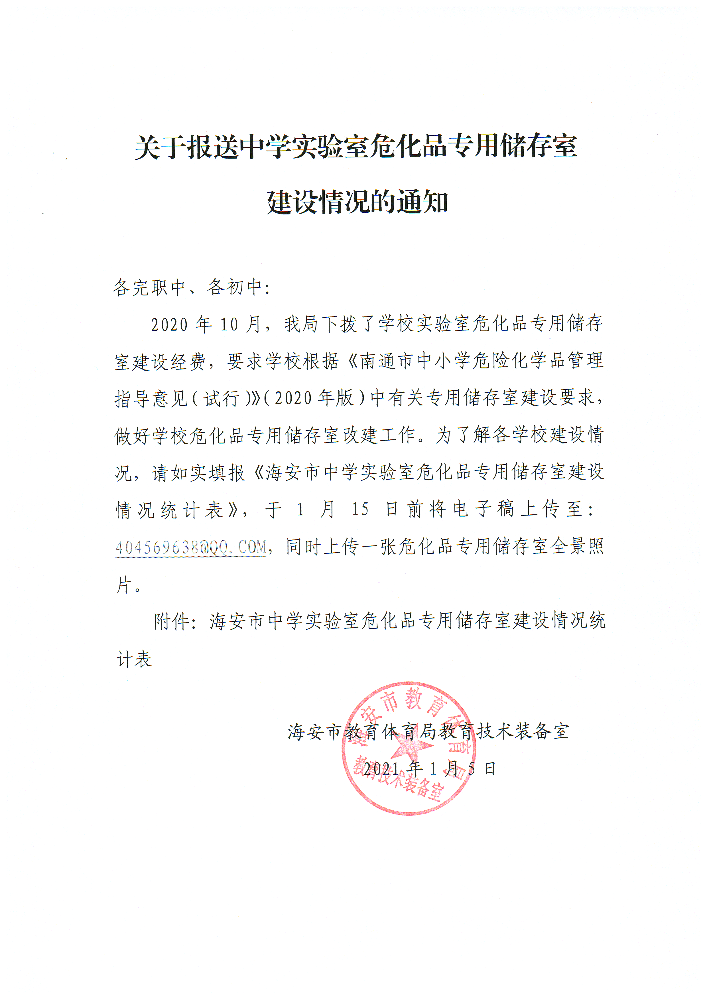 关于报送中学实验室危化品专用储存室
建设情况的通知
各完职中、各初中：
2020 年 10 月，我局下拨了学校实验室危化品专用储存
室建设经费，要求学校根据《南通市中小学危险化学品管理
指导意见（试行）》（2020 年版）中有关专用储存室建设要求，
做好学校危化品专用储存室改建工作。为了解各学校建设情
况，请如实填报《海安市中学实验室危化品专用储存室建设
情况统计表》，于 1 月 15 日前将电子稿上传至：
404569638@QQ.COM，同时上传一张危化品专用储存室全景照
片。
附件：海安市中学实验室危化品专用储存室建设情况统
计表
海安市教育体育局教育技术装备室
2021 年 1 月 5 日
海安市教育体育局
教育技术装备室